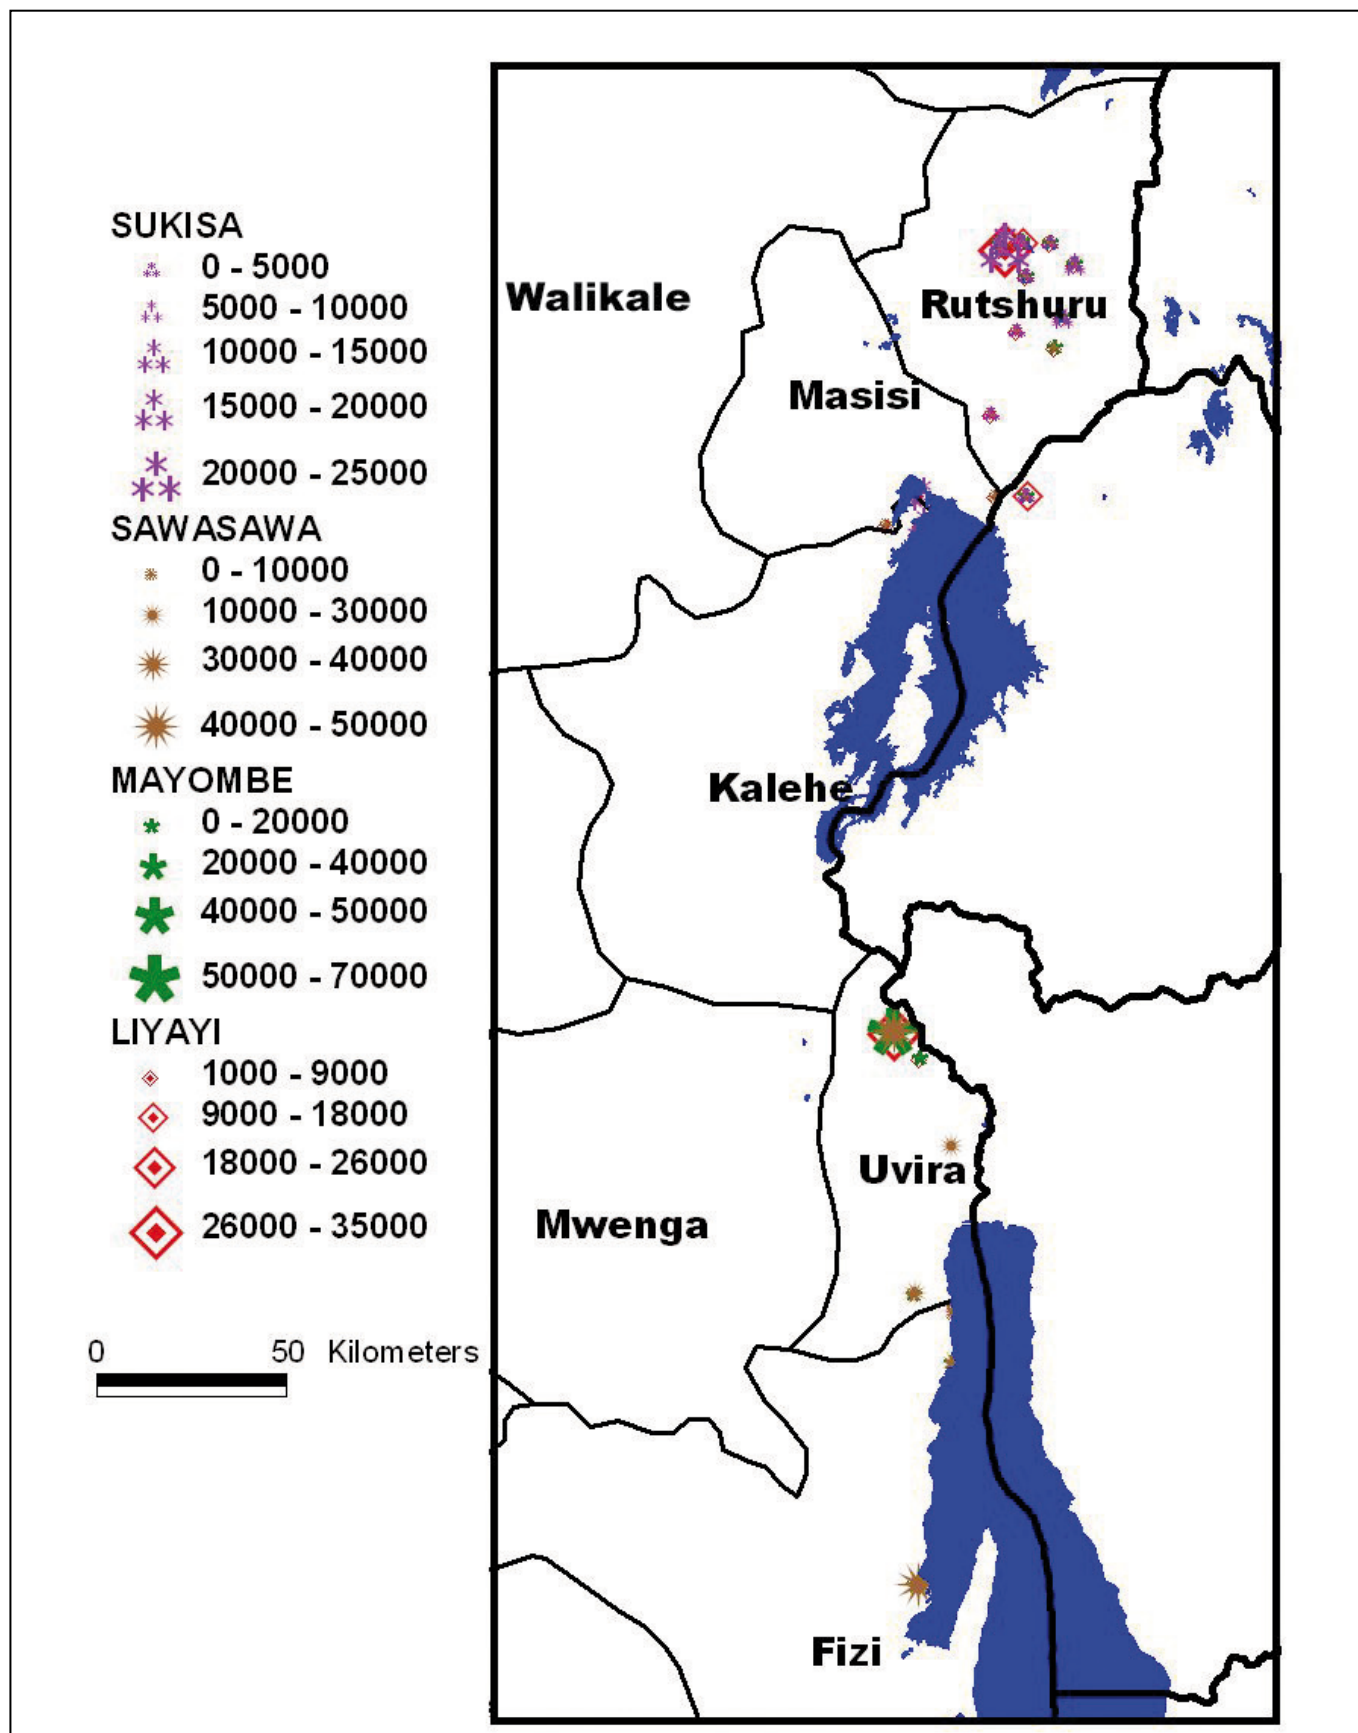 SUKISA
0 - 5000
5000 - 10000
10000 - 15000
15000 - 20000
20000 - 25000
SAWASAWA
0 - 10000
10000 - 30000
30000 - 40000
40000 - 50000
MAYOMBE
0 - 20000
20000 - 40000
40000 - 50000
50000 - 70000
LIYAYI
1000 - 9000
9000 - 18000
18000 - 26000
26000 - 35000
0 50 Kilometers
Walikale
Rutshuru
Masisi
Kalehe
Uvira
Mwenga
Fizi